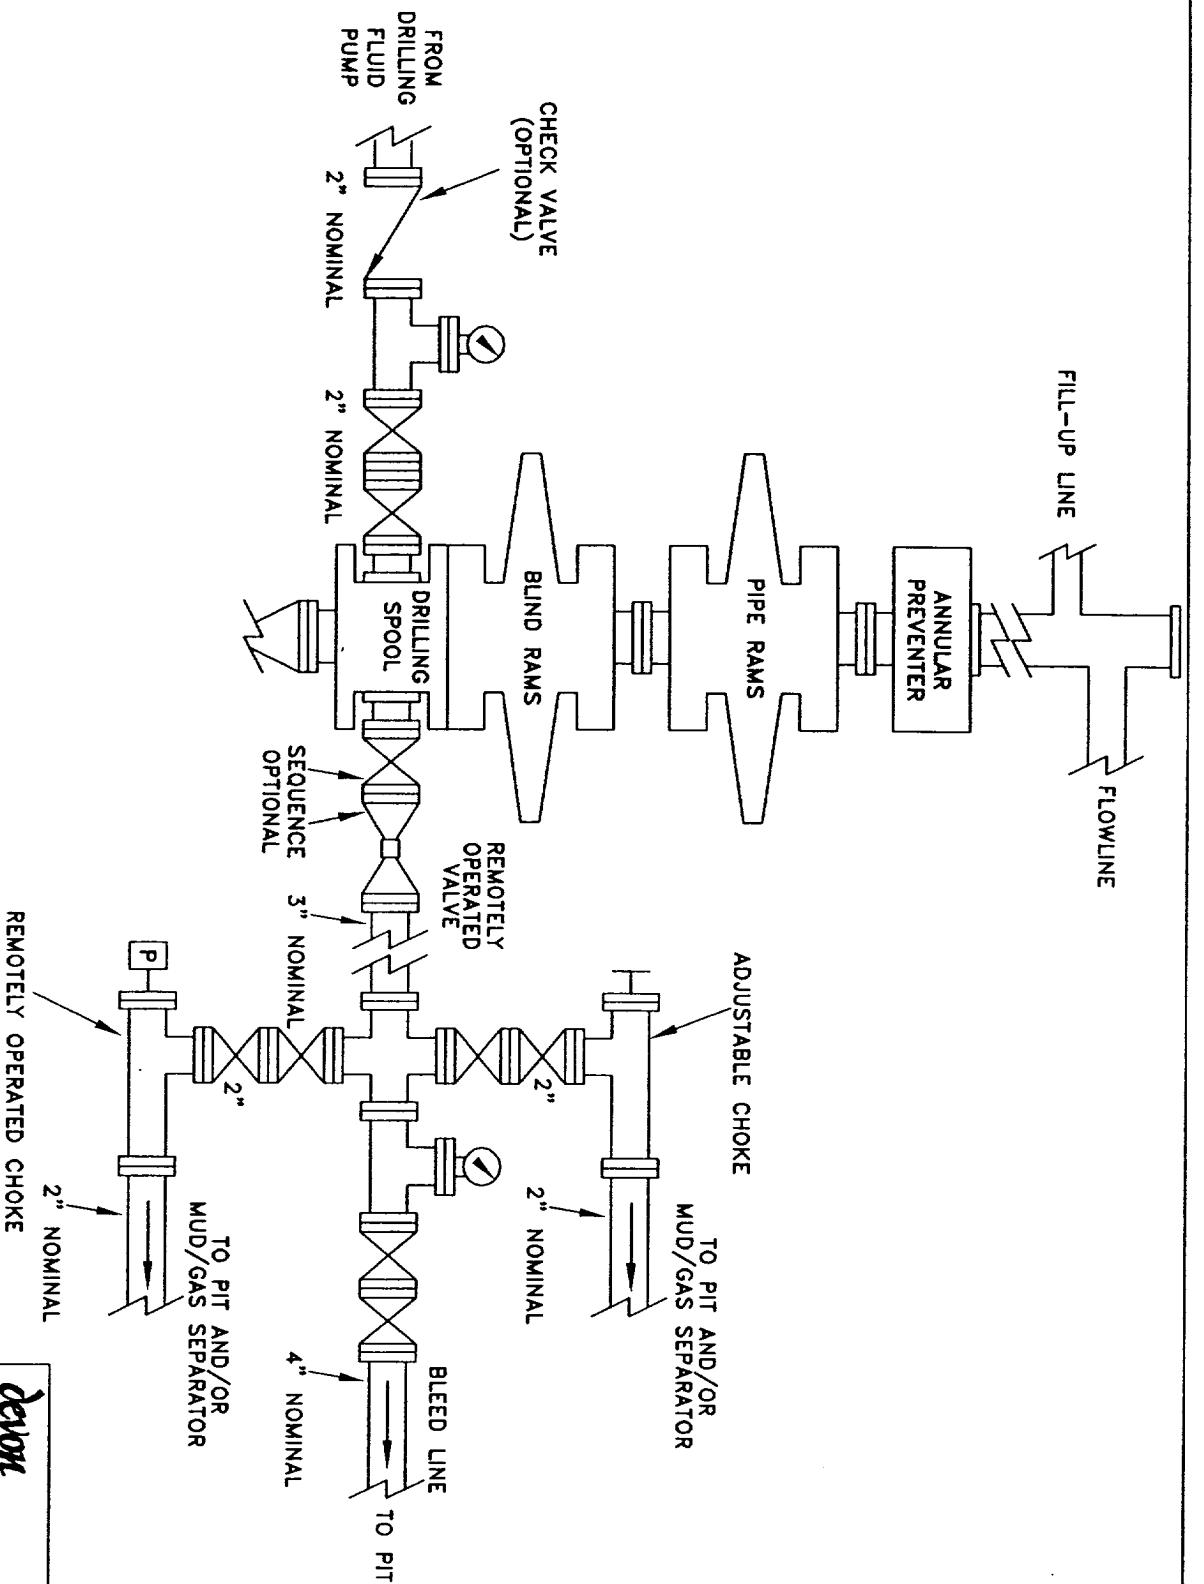 FILL-UP LINE
FLOWLINE
ANNULAR
PREVENTER
PIPE RAMS
BLIND RAMS
DRILLING
SPOOL
CHECK VALVE
(OPTIONAL)
FROM
DRILLING
FLUID
PUMP
2" NOMINAL
2" NOMINAL
SEQUENCE
OPTIONAL
REMOTELY
OPERATED
VALVE
3" NOMINAL
ADJUSTABLE CHOKE
2"
2" NOMINAL
TO PIT AND/OR
MUD/GAS SEPARATOR
BLEED LINE
4" NOMINAL
TO PIT
P
2"
REMOTELY OPERATED CHOKE
2" NOMINAL
TO PIT AND/OR
MUD/GAS SEPARATOR
devon